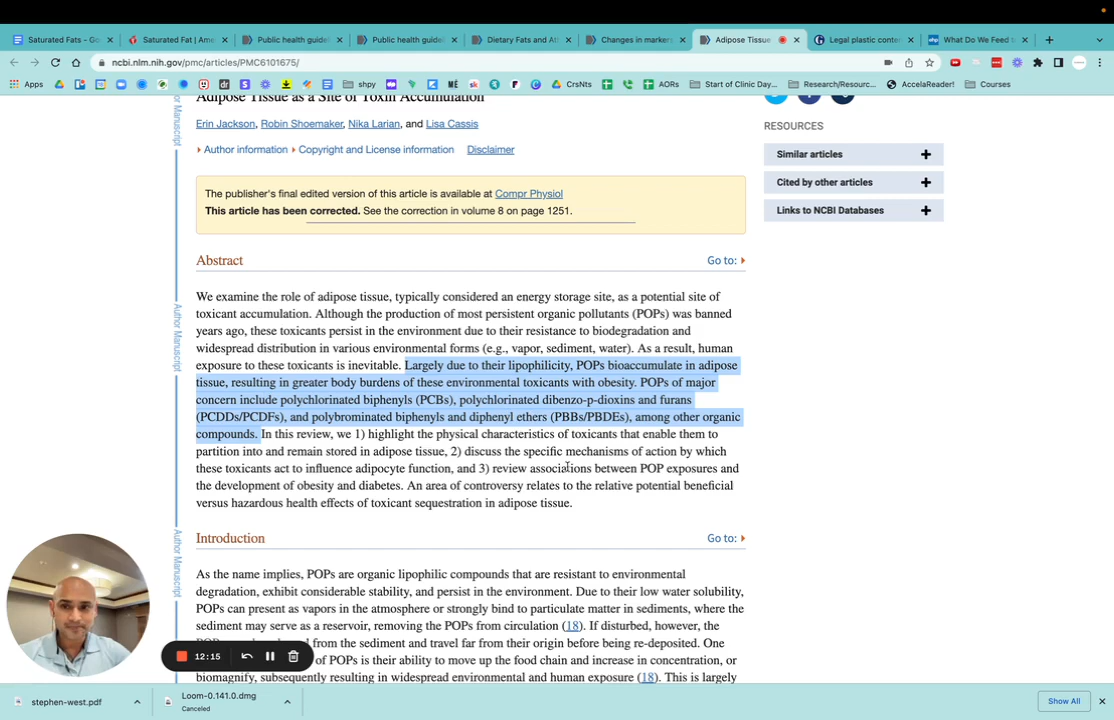 Saturated Fats - Go
Saturated Fat | Ame
Public health guide
Public health guide
Dietary Fats and Ath
Changes in markers
Adipose Tissue
Legal plastic conte
What Do We Feed t
ncbi.nlm.nih.gov/pmc/articles/PMC6101675/
Apps
shpy
CrsNts
AORs
Start of Clinic Day...
Research/Resourc...
AccelaReader!
Courses
Adipose Tissue as a Site of Toxin Accumulation
Erin Jackson, Robin Shoemaker, Nika Larian, and Lisa Cassis
Author information Copyright and License information Disclaimer
The publisher's final edited version of this article is available at Compr Physiol
This article has been corrected. See the correction in volume 8 on page 1251.
Abstract
Go to:
We examine the role of adipose tissue, typically considered an energy storage site, as a potential site of
toxicant accumulation. Although the production of most persistent organic pollutants (POPs) was banned
years ago, these toxicants persist in the environment due to their resistance to biodegradation and
widespread distribution in various environmental forms (e.g., vapor, sediment, water). As a result, human
exposure to these toxicants is inevitable. Largely due to their lipophilicity, POPs bioaccumulate in adipose
tissue, resulting in greater body burdens of these environmental toxicants with obesity. POPs of major
concern include polychlorinated biphenyls (PCBs), polychlorinated dibenzo-p-dioxins and furans
(PCDDs/PCDFs), and polybrominated biphenyls and diphenyl ethers (PBBs/PBDEs), among other organic
compounds. In this review, we 1) highlight the physical characteristics of toxicants that enable them to
partition into and remain stored in adipose tissue, 2) discuss the specific mechanisms of action by which
these toxicants act to influence adipocyte function, and 3) review associations between POP exposures and
the development of obesity and diabetes. An area of controversy relates to the relative potential beneficial
versus hazardous health effects of toxicant sequestration in adipose tissue.
Introduction
Go to:
As the name implies, POPs are organic lipophilic compounds that are resistant to environmental
degradation, exhibit considerable stability, and persist in the environment. Due to their low water solubility,
POPs can present as vapors in the atmosphere or strongly bind to particulate matter in sediments, where the
sediment may serve as a reservoir, removing the POPs from circulation (18). If disturbed, however, the
from the sediment and travel far from their origin before being re-deposited. One
of POPs is their ability to move up the food chain and increase in concentration, or
biomagnify, subsequently resulting in widespread environmental and human exposure (18). This is largely
Author Manuscript
Author Manuscript
Author Manuscript
RESOURCES
Similar articles
Cited by other articles
Links to NCBI Databases
12:15
stephen-west.pdf
Loom-0.141.0.dmg
Canceled
Show All